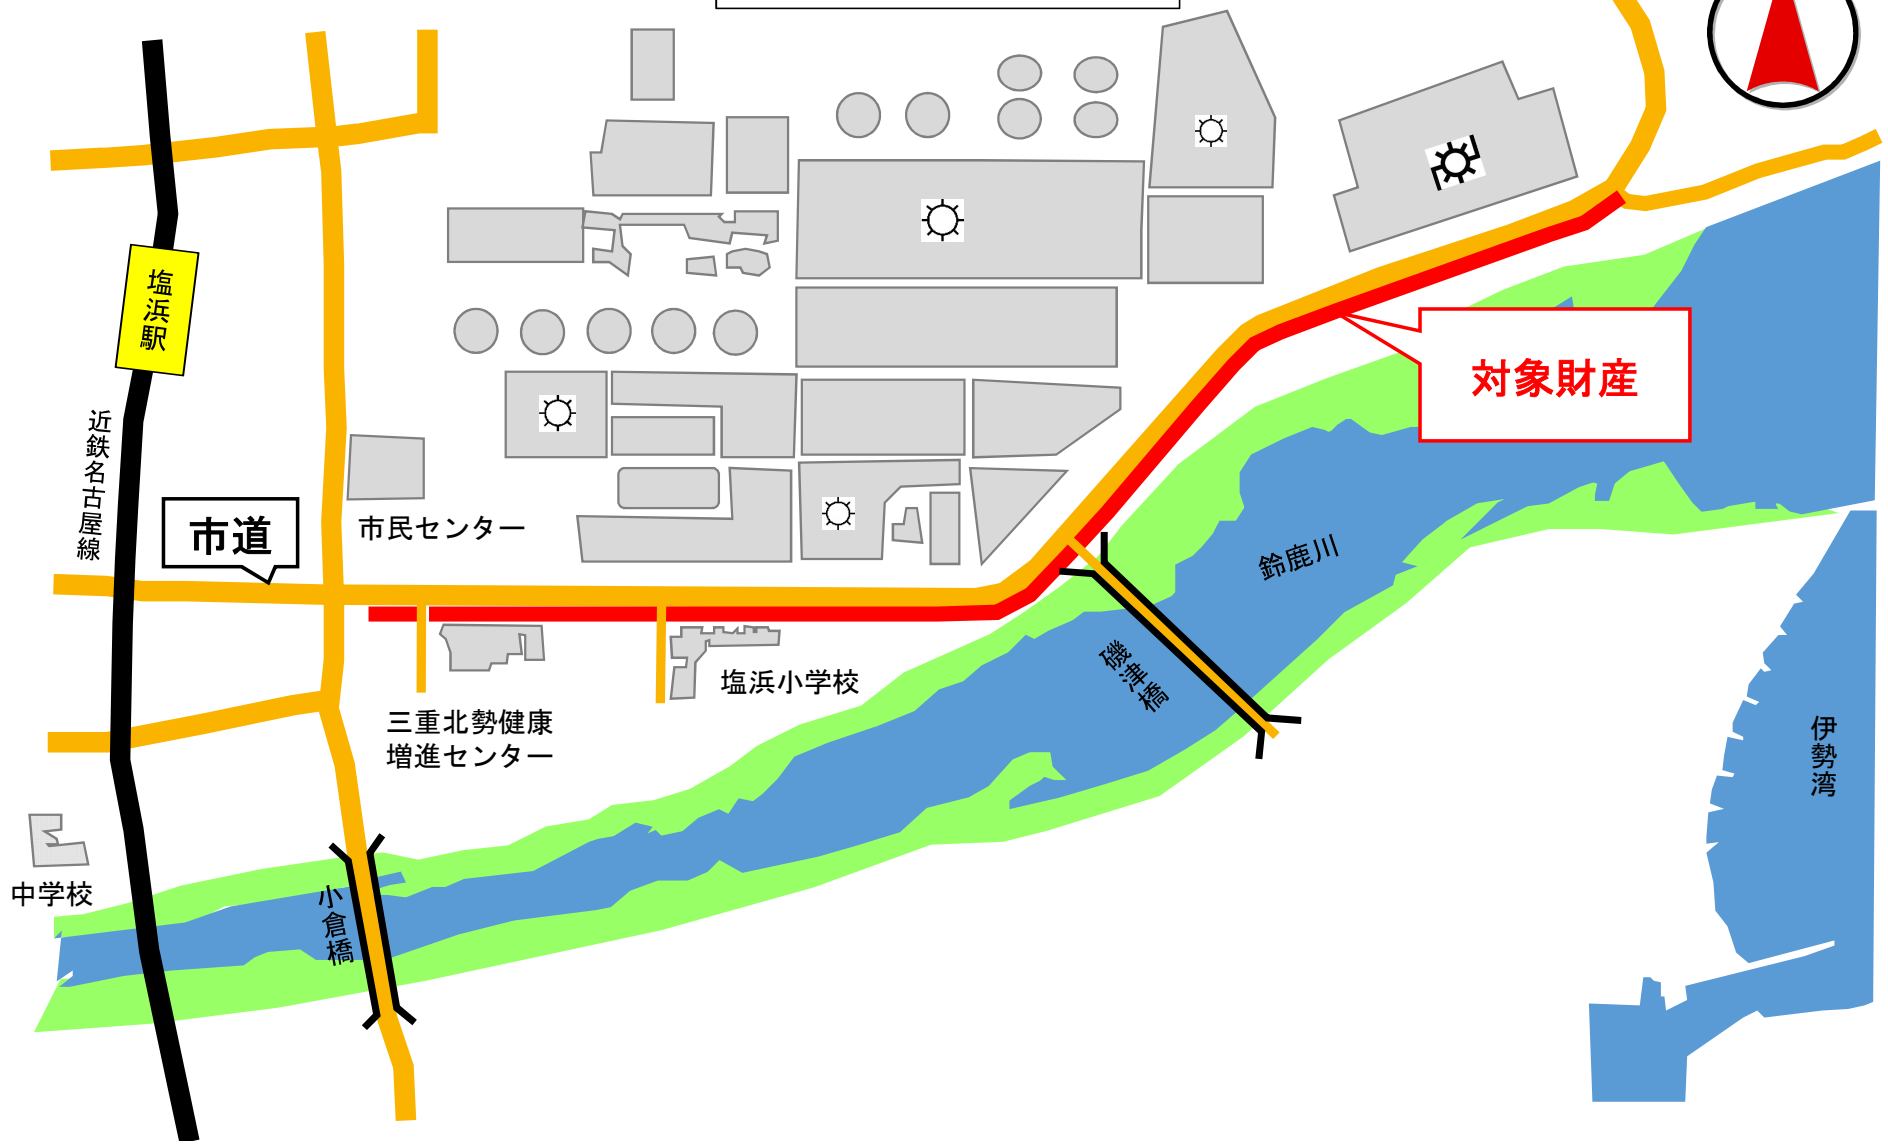 塩浜駅
近鉄名古屋線
市道
市民センター
対象財産
鈴鹿川
磯津橋
塩浜小学校
三重北勢健康
増進センター
伊勢湾
中学校
小倉橋